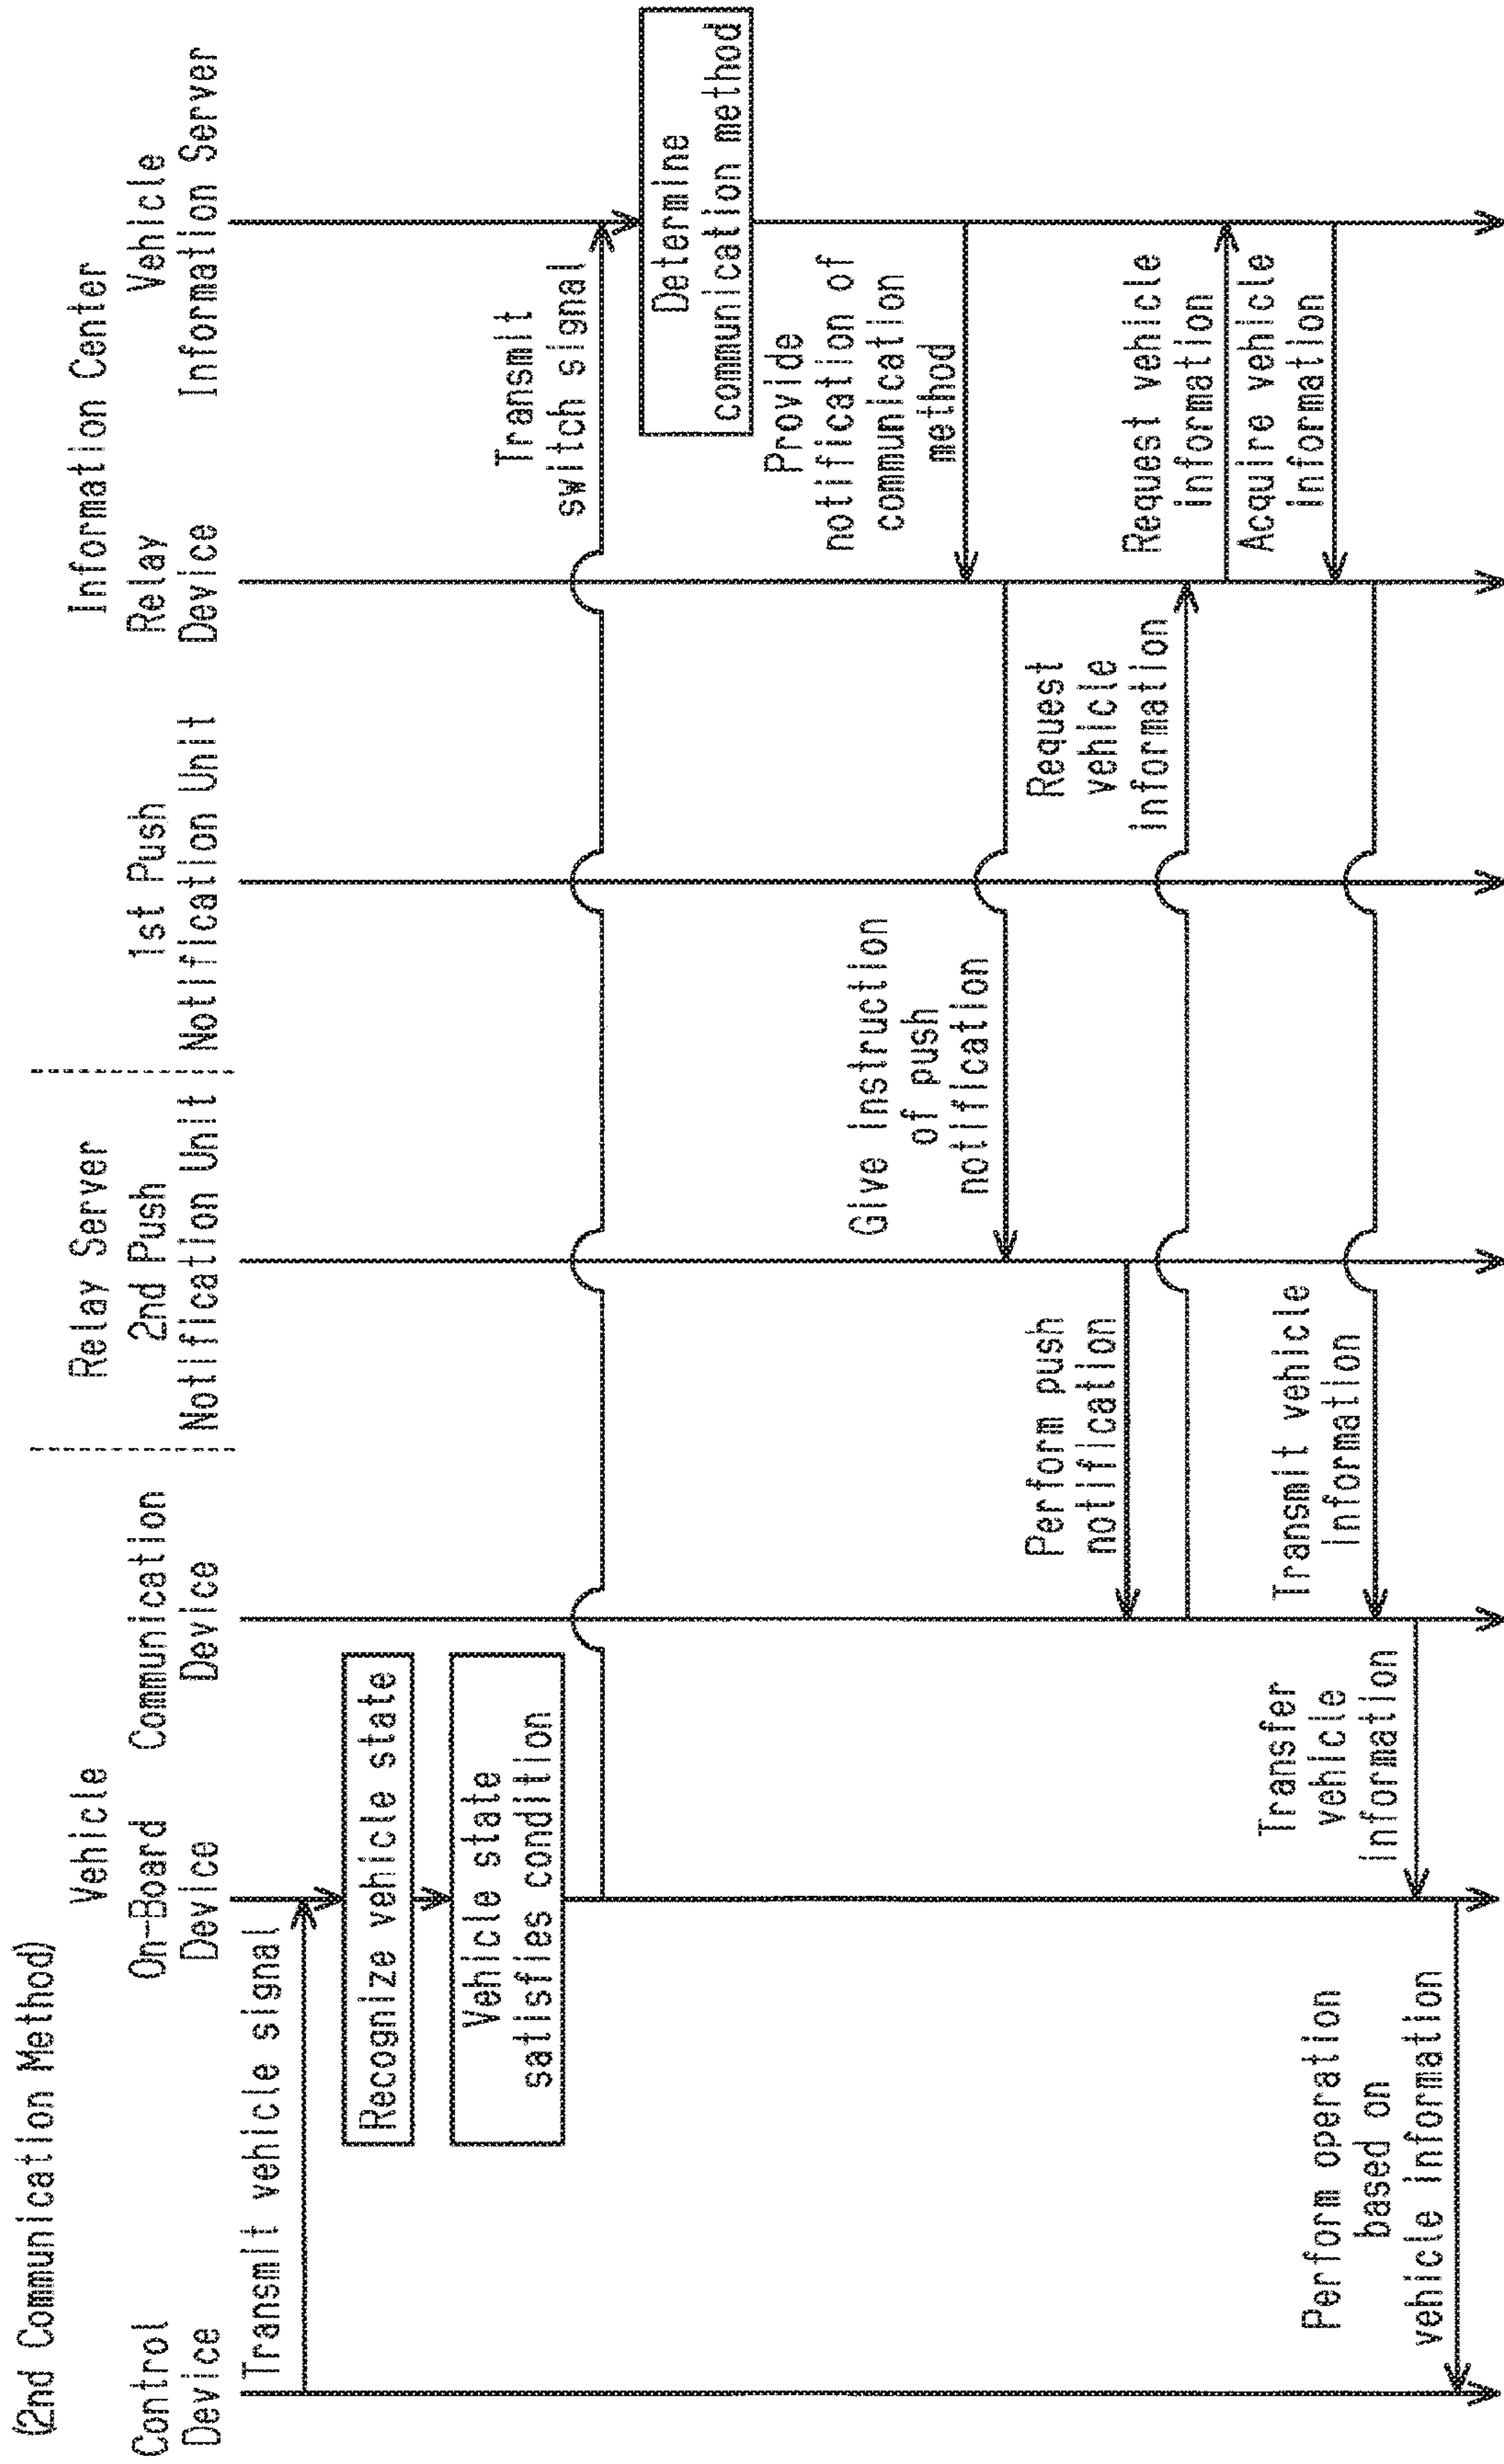 (2nd Communication Method)
Vehicle
Relay Server
Information Center
Control
Device
On-Board
Device
Communication
Device
2nd Push
Notification Unit
1st Push
Notification Unit
Relay
Device
Vehicle
Information Server
Transmit vehicle signal
Recognize vehicle state
Vehicle state
satisfies condition
Transmit
switch signal
Determine
communication method
Provide
notification of
communication
method
Give instruction
of push
notification
Perform push
notification
Request
vehicle
information
Request vehicle
information
Acquire vehicle
information
Transmit vehicle
information
Transfer
vehicle
information
Perform operation
based on
vehicle information